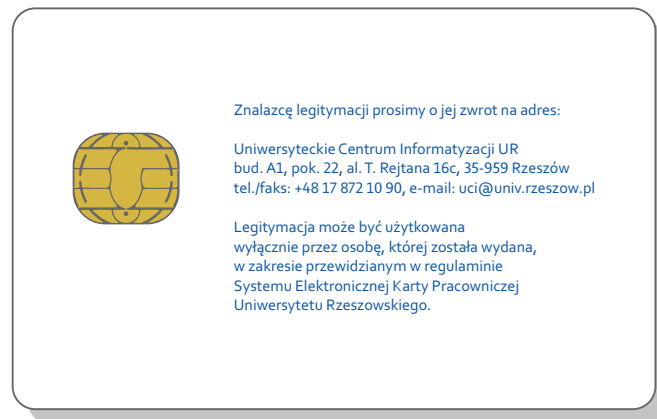 Znalazcę legitymacji prosimy o jej zwrot na adres:
Uniwersyteckie Centrum Informatyzacji UR
bud. A1, pok. 22, al. T. Rejtana 16c, 35-959 Rzeszów
tel./faks: +48 17 872 10 90, e-mail: uci@univ.rzeszow.pl
Legitymacja może być użytkowana
wyłącznie przez osobę, której została wydana,
w zakresie przewidzianym w regulaminie
Systemu Elektronicznej Karty Pracowniczej
Uniwersytetu Rzeszowskiego.